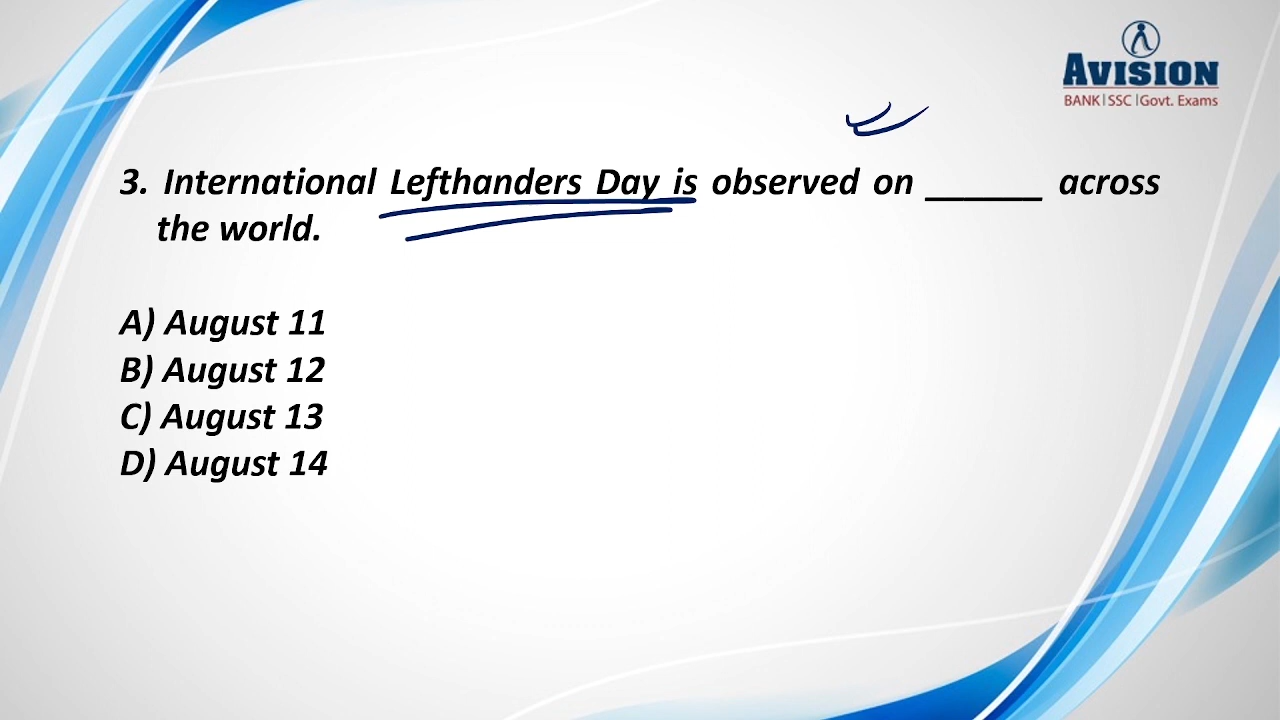 AVISION
BANK|SSC|Govt. Exams
3. International Lefthanders Day is observed on ______ across
the world.
A) August 11
B) August 12
C) August 13
D) August 14